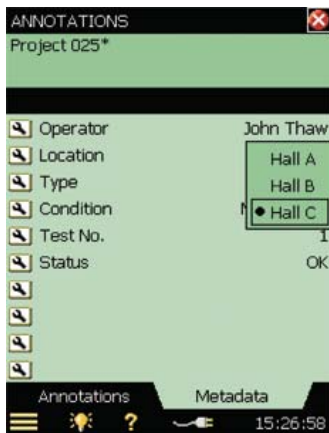 ANNOTATIONS
Project 025*
Operator John Thaw
Location
Hall A
Type
Hall B
Condition
Hall C
Test No. 1
Status OK
Annotations Metadata
? 15:26:58